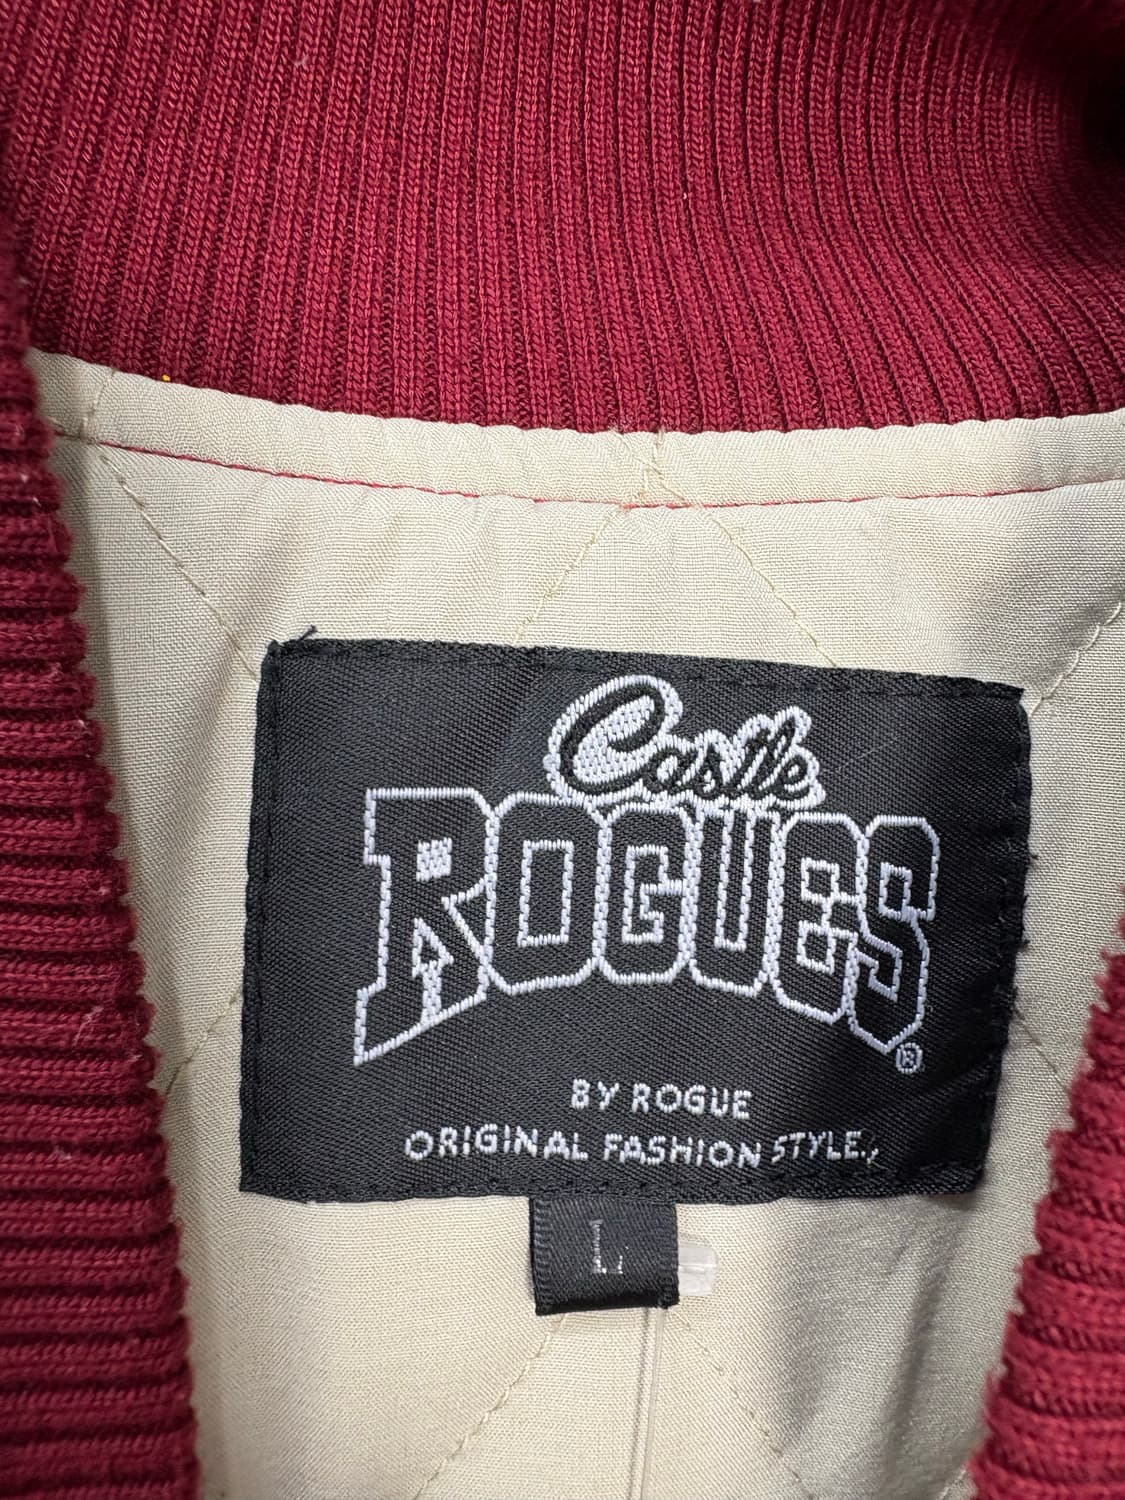 Castle
ROGUES®
BY ROGUE
ORIGINAL FASHION STYLE.
L